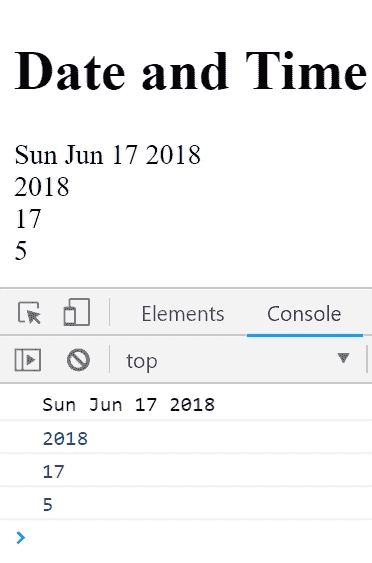 Date and Time
Sun Jun 17 2018
2018
17
5
Elements Console
top
Sun Jun 17 2018
2018
17
5